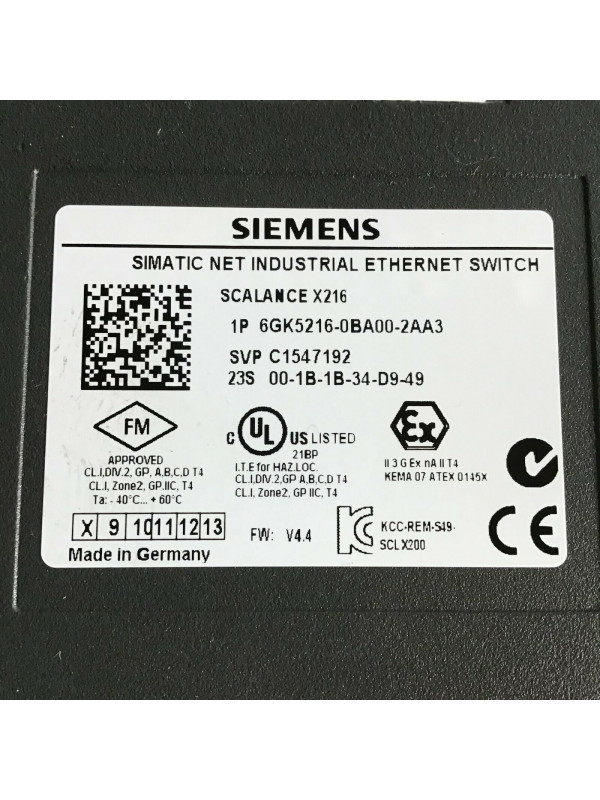 SIEMENS
SIMATIC NET INDUSTRIAL ETHERNET SWITCH
SCALANCE X216
1P 6GK5216-0BA00-2AA3
SVP C1547192
23S 00-1B-1B-34-D9-49
FM
APPROVED
CL.I,DIV.2, GP, A,B,C,D T4
CL.I, Zone2, GP.IIC, T4
Ta: - 40°C... + 60°C
C UL US LISTED
21BP
I.T.E for HAZ.LOC.
CL.I,DIV.2,GP A,B,C,D T4
CL.I, Zone2, GP IIC, T4
Ex
II 3 G Ex nA II T4
KEMA 07 ATEX 0145X
X 9 10 11 12 13
Made in Germany
FW: V4.4
KCC-REM-S49-
SCLX200
CE